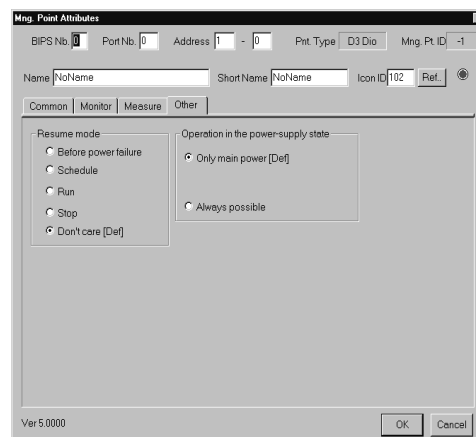 Mng. Point Attributes
BIPS Nb. 0 Port Nb. 0 Address 1 - 0 Pnt. Type D3 Dio Mng. Pt. ID -1
Name NoName Short Name NoName Icon ID 102 Ref..
Common Monitor Measure Other
Resume mode
Before power failure
Schedule
Run
Stop
Don't care [Def]
Operation in the power-supply state
Only main power [Def]
Always possible
Ver 5.0000
OK Cancel